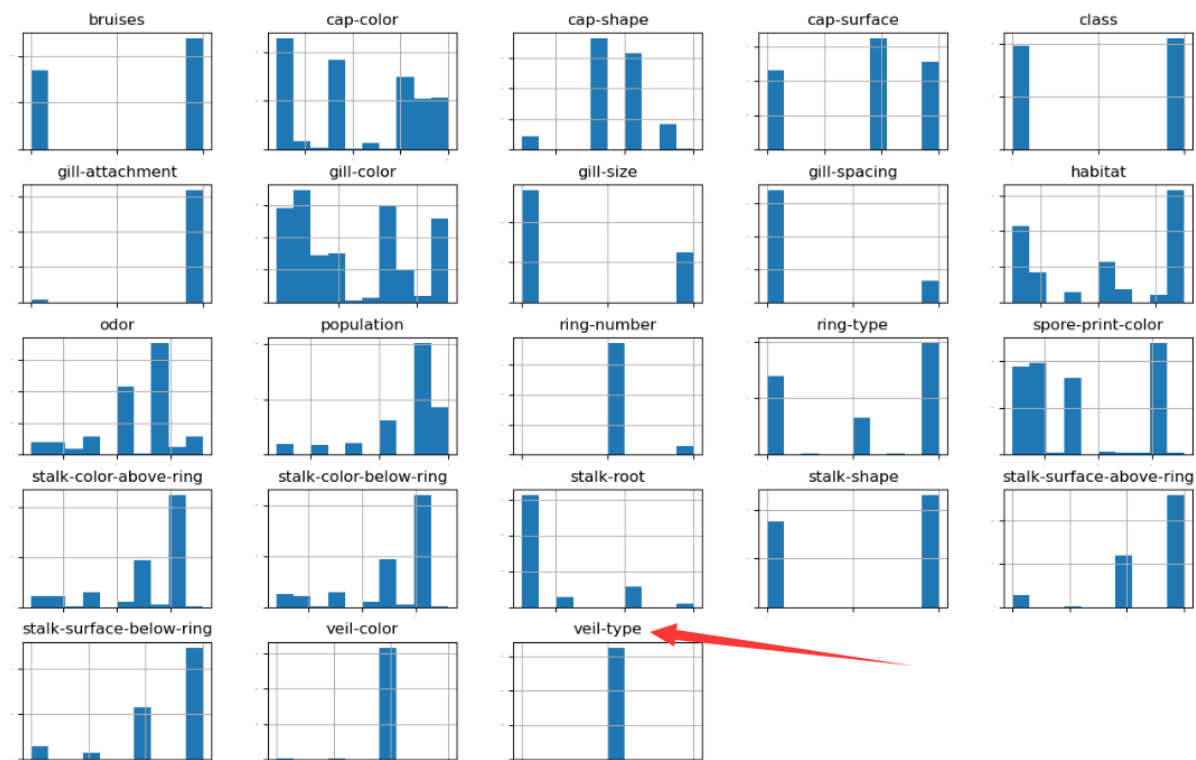 bruises cap-color cap-shape cap-surface class
gill-attachment gill-color gill-size gill-spacing habitat
odor population ring-number ring-type spore-print-color
stalk-color-above-ring stalk-color-below-ring stalk-root stalk-shape stalk-surface-above-ring
stalk-surface-below-ring veil-color veil-type